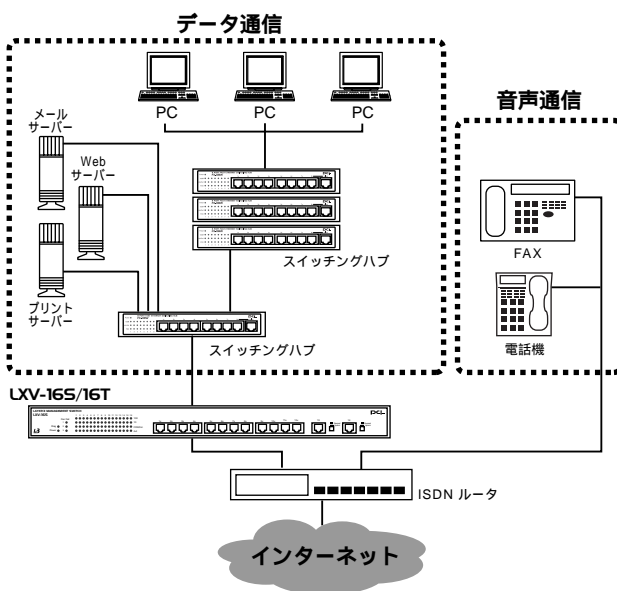 データ通信
音声通信
PC
PC
PC
メール
サーバー
Web
サーバー
プリント
サーバー
スイッチングハブ
スイッチングハブ
FAX
電話機
LXV-16S/16T
PCi
ISDN ルータ
インターネット